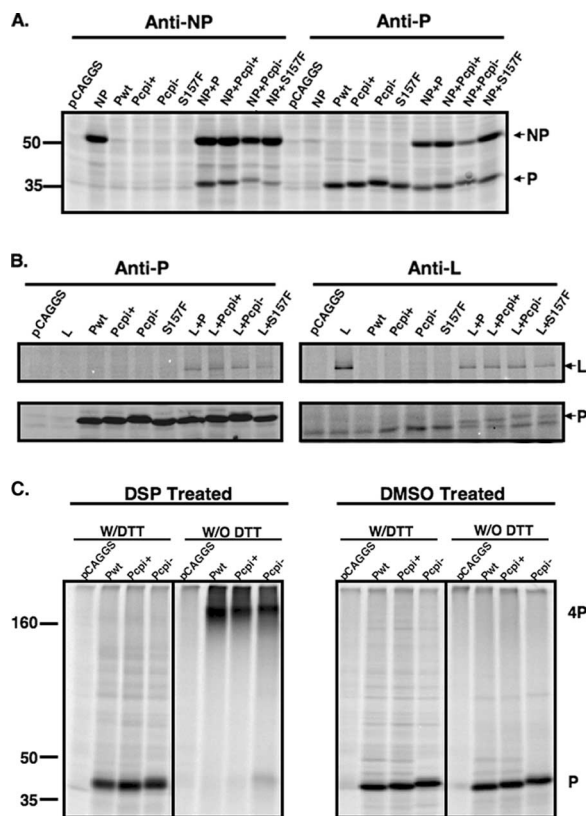 A.
Anti-NP Anti-P
pCAGGS NP Pwt Pcpi+ Pcpi- S157F NP+P NP+Pcpi+ NP+Pcpi- NP+S157F pCAGGS NP Pwt Pcpi+ Pcpi- S157F NP+P NP+Pcpi+ NP+Pcpi- NP+S157F
50 NP
35 P
B.
Anti-P Anti-L
pCAGGS L Pwt Pcpi+ Pcpi- S157F L+P L+Pcpi+ L+Pcpi- L+S157F pCAGGS L Pwt Pcpi+ Pcpi- S157F L+P L+Pcpi+ L+Pcpi- L+S157F
L
P
C.
DSP Treated DMSO Treated
W/DTT W/O DTT W/DTT W/O DTT
pCAGGS Pwt Pcpi+ Pcpi- pCAGGS Pwt Pcpi+ Pcpi- pCAGGS Pwt Pcpi+ Pcpi- pCAGGS Pwt Pcpi+ Pcpi-
160 4P
50
35 P